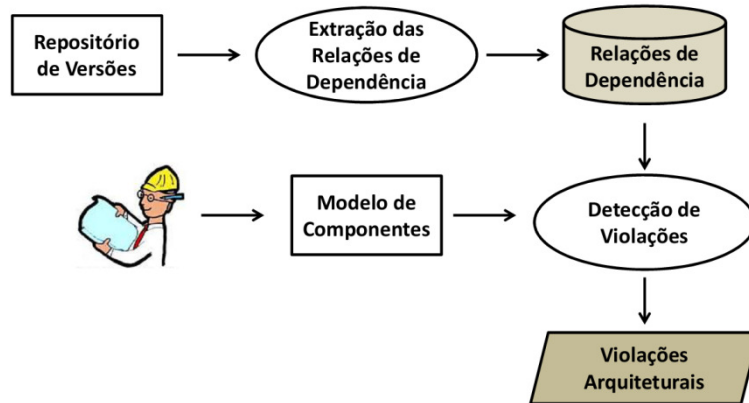 Repositório
de Versões
Extração das
Relações de
Dependência
Relações de
Dependência
Modelo de
Componentes
Detecção de
Violações
Violações
Arquiteturais